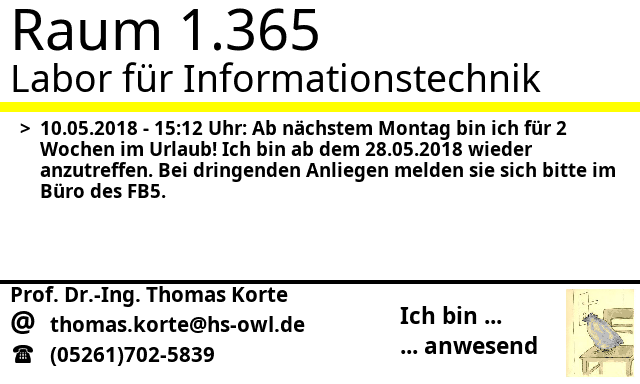 Raum 1.365
Labor für Informationstechnik
> 10.05.2018 - 15:12 Uhr: Ab nächstem Montag bin ich für 2
Wochen im Urlaub! Ich bin ab dem 28.05.2018 wieder
anzutreffen. Bei dringenden Anliegen melden sie sich bitte im
Büro des FB5.
Prof. Dr.-Ing. Thomas Korte
@ thomas.korte@hs-owl.de
☎ (05261)702-5839
Ich bin ...
... anwesend